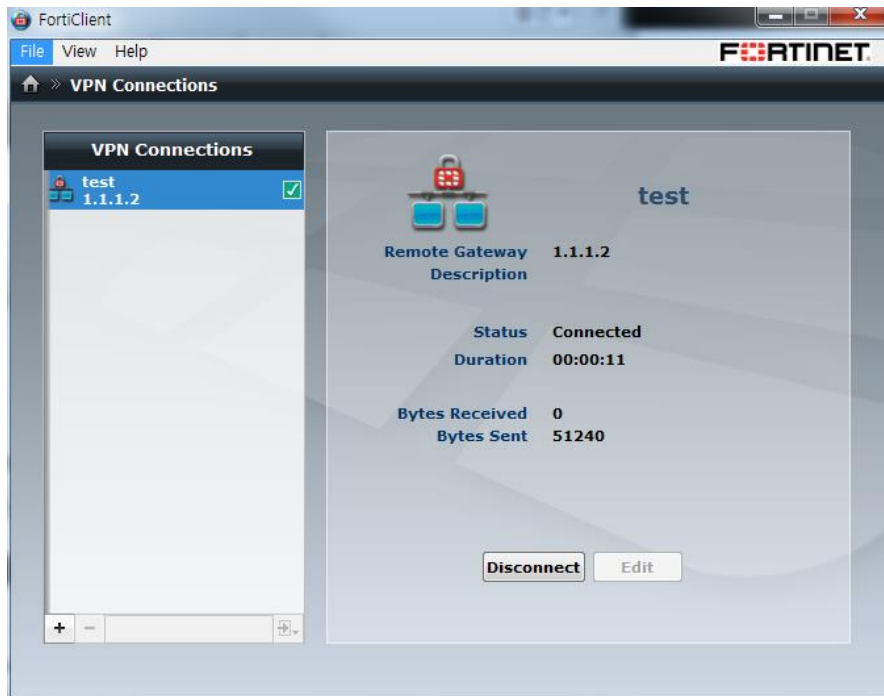 FortiClient
File View Help
FORTINET
» VPN Connections
VPN Connections
test
1.1.1.2
test
Remote Gateway 1.1.1.2
Description
Status Connected
Duration 00:00:11
Bytes Received 0
Bytes Sent 51240
Disconnect Edit